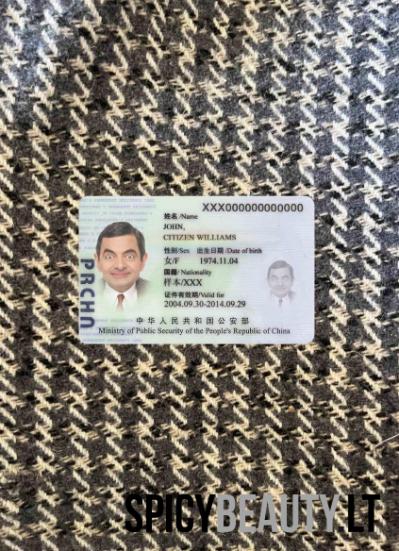 XXX000000000000
姓名/Name
JOHN,
CITIZEN WILLIAMS
性别/Sex 出生日期/Date of birth
女/F 1974.11.04
国籍/Nationality
样本/XXX
证件有效期/Valid for
2004.09.30-2014.09.29
PRCHN
中华人民共和国公安部
Ministry of Public Security of the People's Republic of China
SPICYBEAUTY.LT